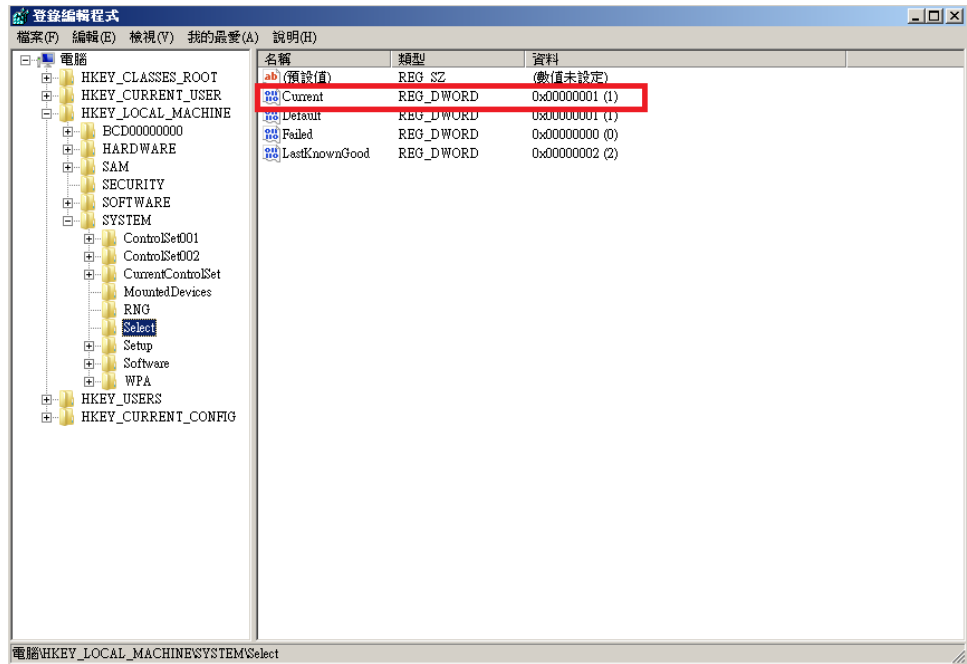 登錄編輯程式
檔案(F) 編輯(E) 檢視(V) 我的最愛(A) 說明(H)
電腦
HKEY_CLASSES_ROOT
HKEY_CURRENT_USER
HKEY_LOCAL_MACHINE
BCD00000000
HARDWARE
SAM
SECURITY
SOFTWARE
SYSTEM
ControlSet001
ControlSet002
CurrentControlSet
MountedDevices
RNG
Select
Setup
Software
WPA
HKEY_USERS
HKEY_CURRENT_CONFIG
名稱 類型 資料
(預設值) REG_SZ (數值未設定)
Current REG_DWORD 0x00000001 (1)
Default REG_DWORD 0x00000001 (1)
Failed REG_DWORD 0x00000000 (0)
LastKnownGood REG_DWORD 0x00000002 (2)
電腦\HKEY_LOCAL_MACHINE\SYSTEM\Select